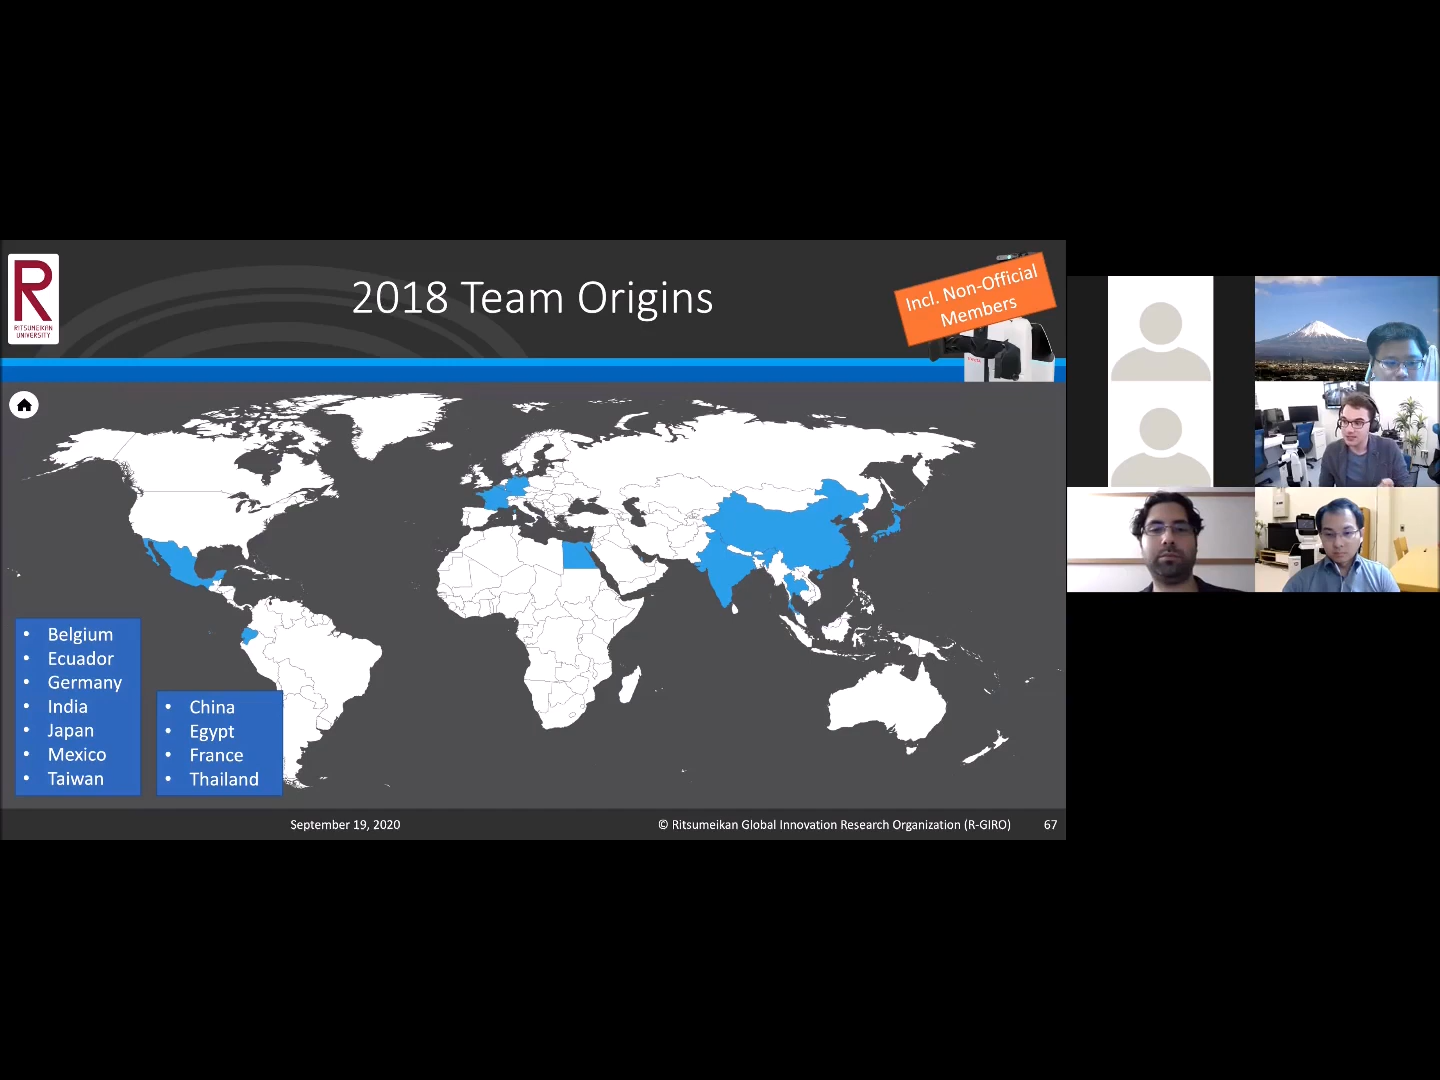 R
RITSUMEIKAN
UNIVERSITY
2018 Team Origins
Incl. Non-Official
Members
• Belgium
• Ecuador
• Germany
• India
• Japan
• Mexico
• Taiwan
• China
• Egypt
• France
• Thailand
September 19, 2020
© Ritsumeikan Global Innovation Research Organization (R-GIRO)
67